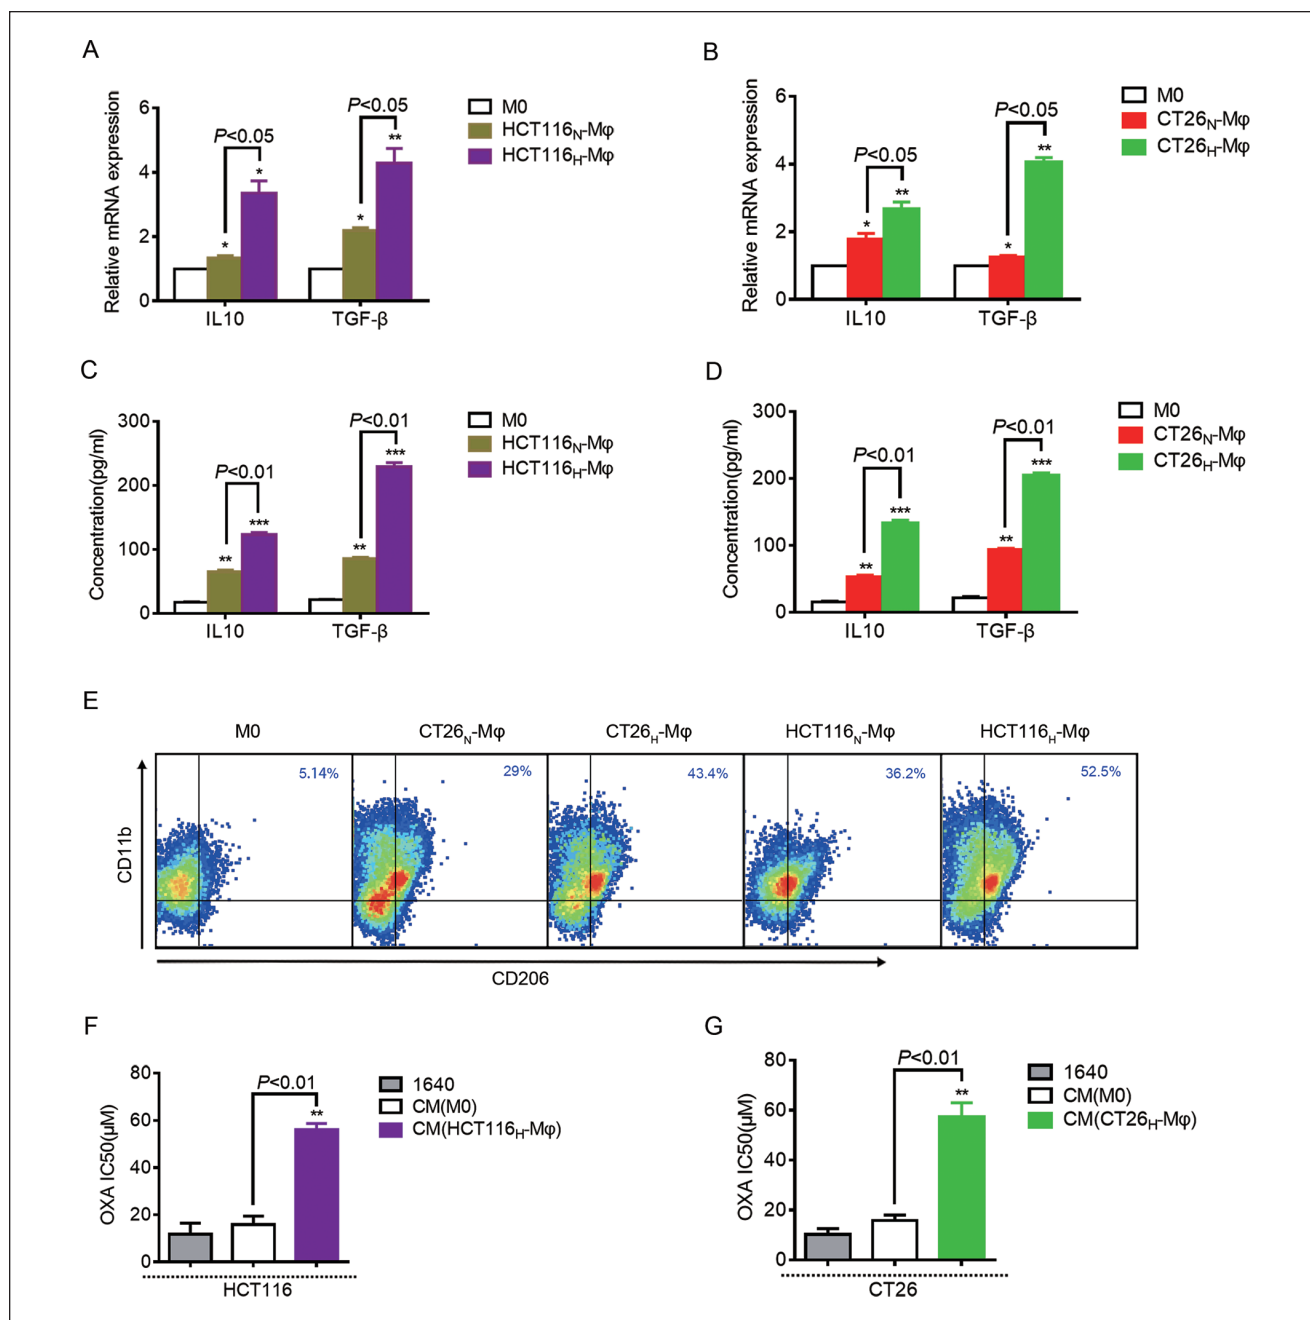 A
Relative mRNA expression
6
4
2
0
P<0.05
*
*
P<0.05
*
**
IL10
TGF-β
M0
HCT116N-Mφ
HCT116H-Mφ
B
Relative mRNA expression
6
4
2
0
P<0.05
*
**
P<0.05
*
**
IL10
TGF-β
M0
CT26N-Mφ
CT26H-Mφ
C
Concentration(pg/ml)
300
200
100
0
P<0.01
**
***
P<0.01
**
***
IL10
TGF-β
M0
HCT116N-Mφ
HCT116H-Mφ
D
Concentration(pg/ml)
300
200
100
0
P<0.01
**
***
P<0.01
**
***
IL10
TGF-β
M0
CT26N-Mφ
CT26H-Mφ
E
M0 CT26N-Mφ CT26H-Mφ HCT116N-Mφ HCT116H-Mφ
5.14% 29% 43.4% 36.2% 52.5%
CD11b
CD206
F
OXA IC50(μM)
80
60
40
20
0
P<0.01
**
HCT116
1640
CM(M0)
CM(HCT116H-Mφ)
G
OXA IC50(μM)
80
60
40
20
0
P<0.01
**
CT26
1640
CM(M0)
CM(CT26H-Mφ)